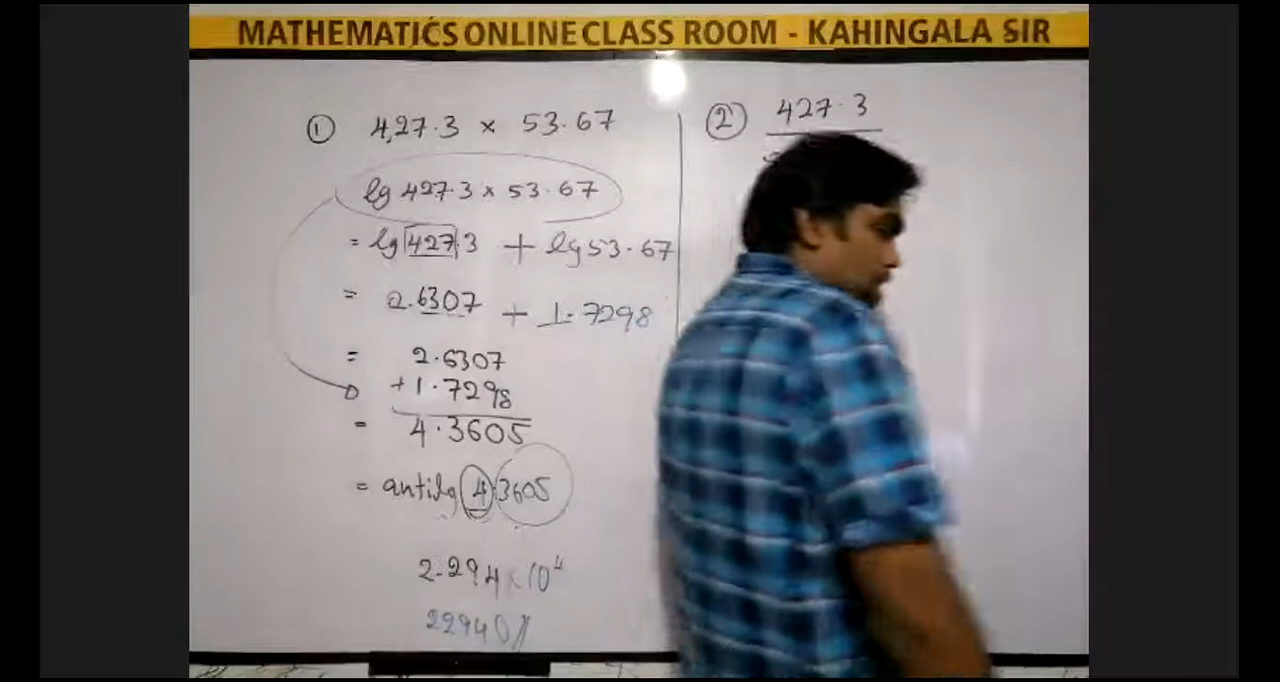 MATHEMATICS ONLINE CLASS ROOM - KAHINGALA SIR
① 427.3 × 53.67
lg 427.3 × 53.67
= lg 427.3 + lg 53.67
= 2.6307 + 1.7298
= 2.6307
+ 1.7298
= 4.3605
= antilg 4.3605
2.294 × 10⁴
22940//
② 427.3